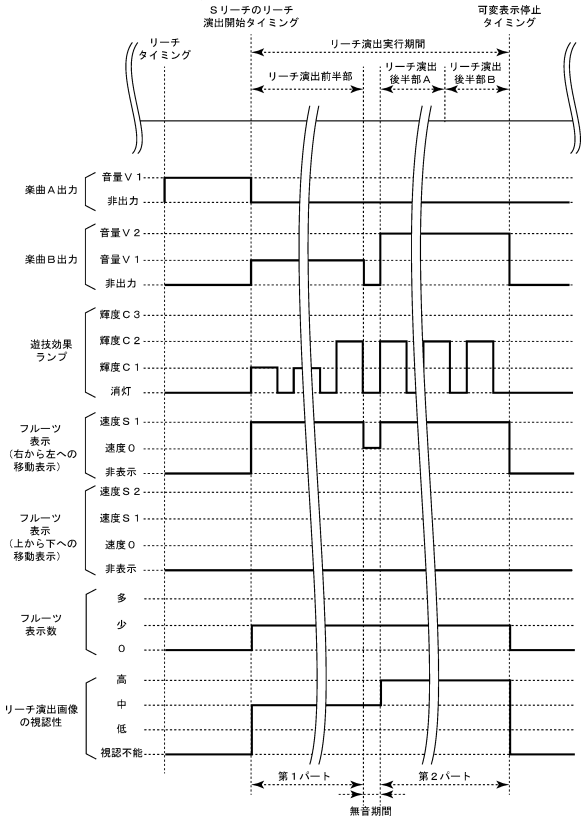 Sリーチのリーチ
演出開始タイミング
可変表示停止
タイミング
リーチ
タイミング
リーチ演出実行期間
リーチ演出前半部
リーチ演出
後半部A
リーチ演出
後半部B
楽曲A出力
音量V1
非出力
楽曲B出力
音量V2
音量V1
非出力
遊技効果
ランプ
輝度C3
輝度C2
輝度C1
消灯
フルーツ
表示
(右から左への
移動表示)
速度S1
速度0
非表示
フルーツ
表示
(上から下への
移動表示)
速度S2
速度S1
速度0
非表示
フルーツ
表示数
多
少
0
リーチ演出画像
の視認性
高
中
低
視認不能
第1パート
第2パート
無音期間